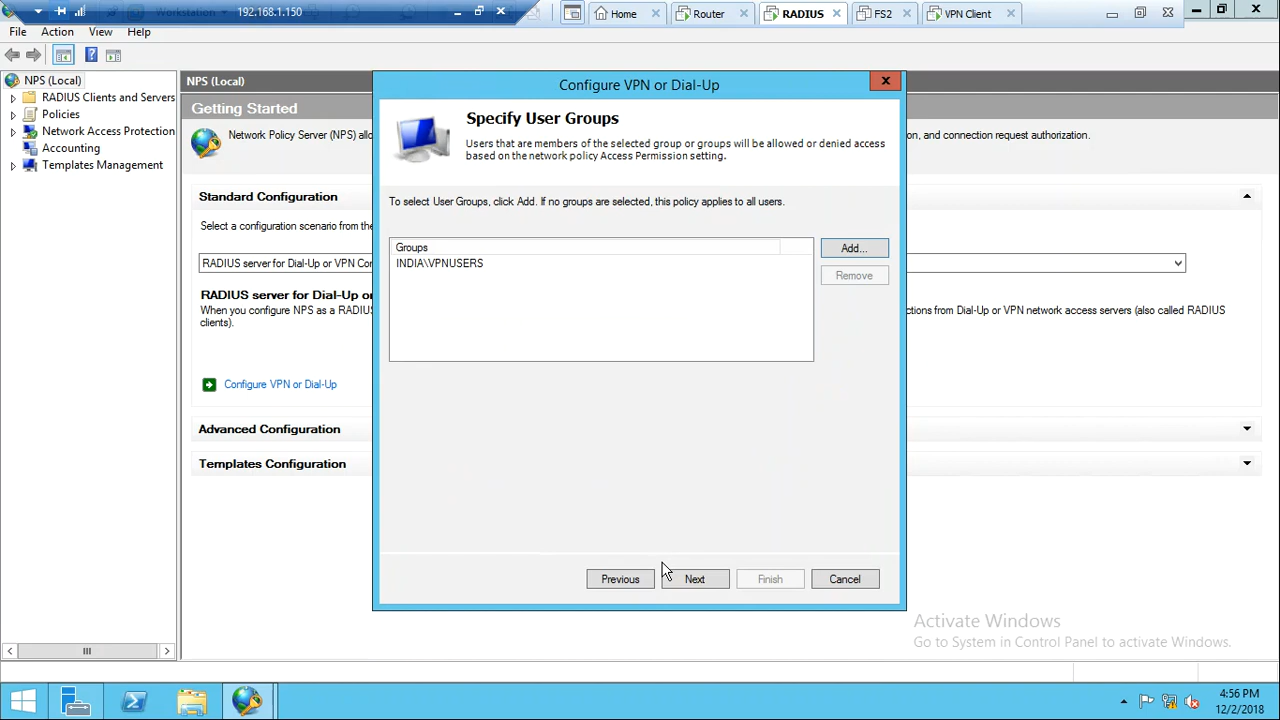 Workstation
192.168.1.150
Home
Router
RADIUS
FS2
VPN Client
File
Action
View
Help
NPS (Local)
RADIUS Clients and Servers
Policies
Network Access Protection
Accounting
Templates Management
NPS (Local)
Getting Started
Network Policy Server (NPS) allo
on, and connection request authorization.
Standard Configuration
Select a configuration scenario from the
RADIUS server for Dial-Up or VPN Con
RADIUS server for Dial-Up or
When you configure NPS as a RADIUS
ctions from Dial-Up or VPN network access servers (also called RADIUS
clients).
Configure VPN or Dial-Up
Advanced Configuration
Templates Configuration
Configure VPN or Dial-Up
Specify User Groups
Users that are members of the selected group or groups will be allowed or denied access
based on the network policy Access Permission setting.
To select User Groups, click Add. If no groups are selected, this policy applies to all users.
Groups
INDIA\VPNUSERS
Add...
Remove
Previous
Next
Finish
Cancel
Activate Windows
Go to System in Control Panel to activate Windows.
4:56 PM
12/2/2018